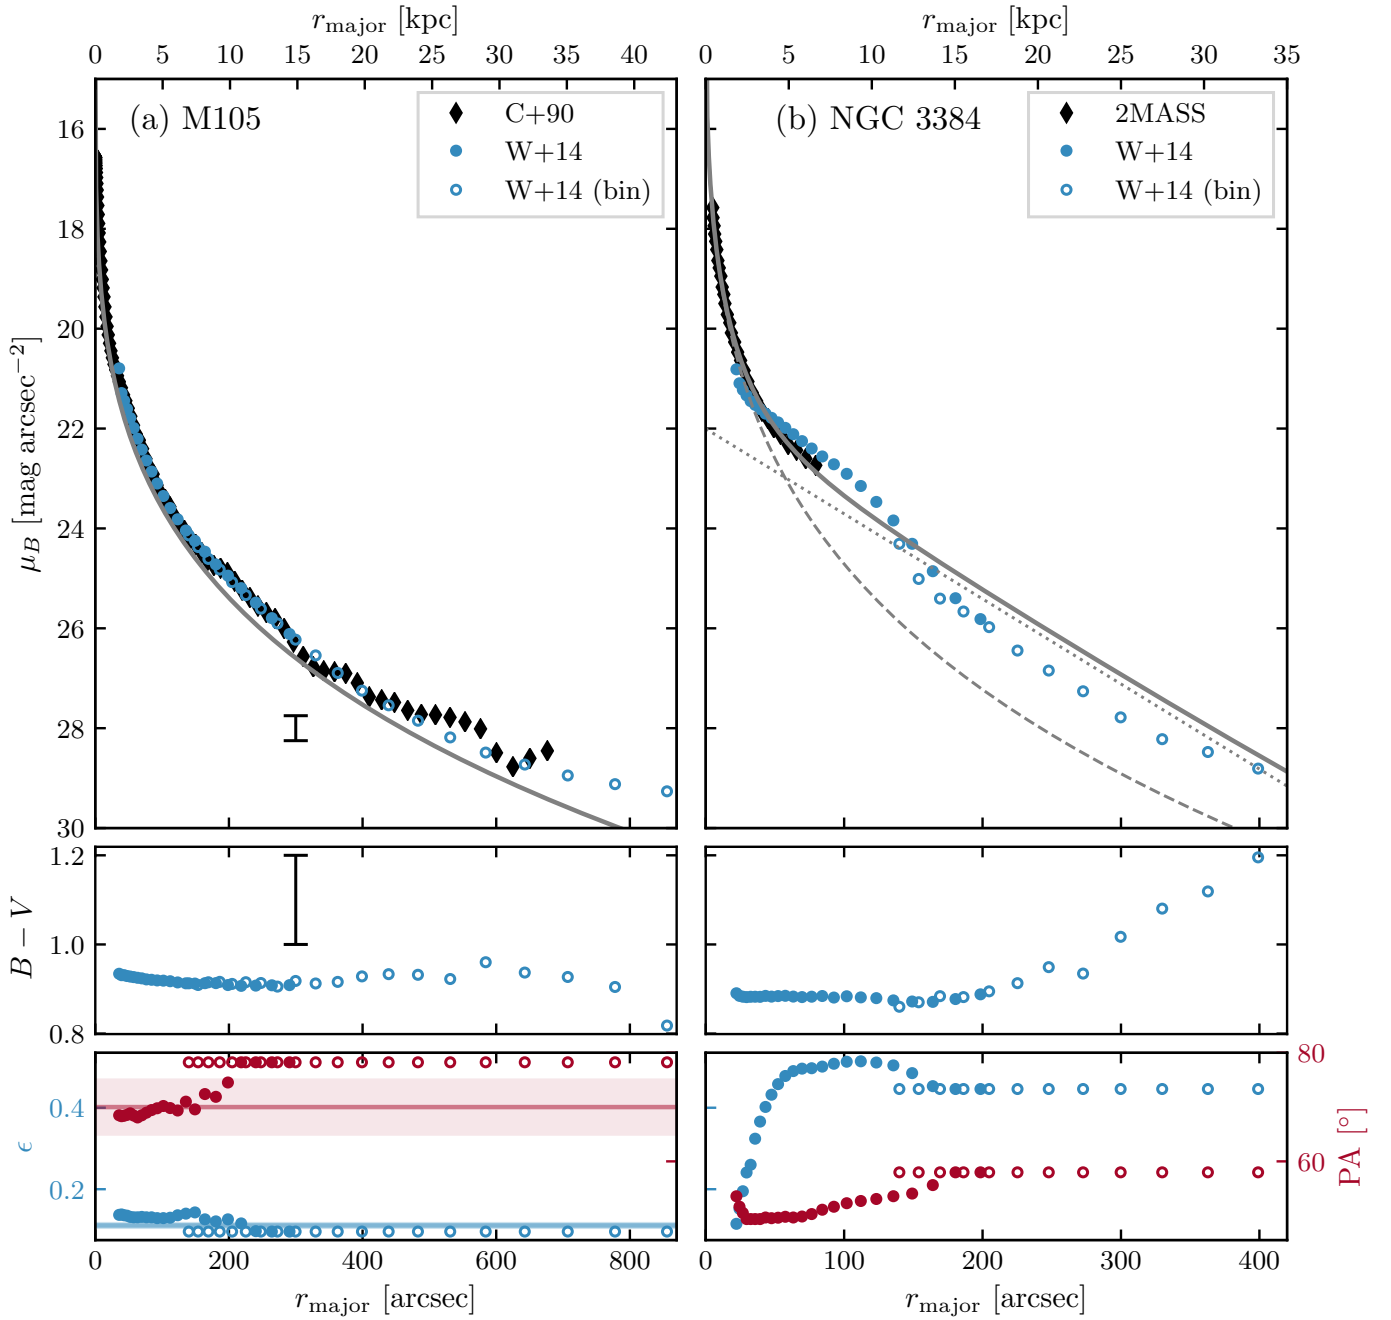 r_major [kpc]
r_major [kpc]
0 5 10 15 20 25 30 35 40
0 5 10 15 20 25 30 35
(a) M105
C+90
W+14
W+14 (bin)
(b) NGC 3384
2MASS
W+14
W+14 (bin)
μ_B [mag arcsec⁻²]
16
18
20
22
24
26
28
30
B − V
1.2
1.0
0.8
ϵ
0.4
0.2
PA [°]
80
60
0 200 400 600 800
0 100 200 300 400
r_major [arcsec]
r_major [arcsec]